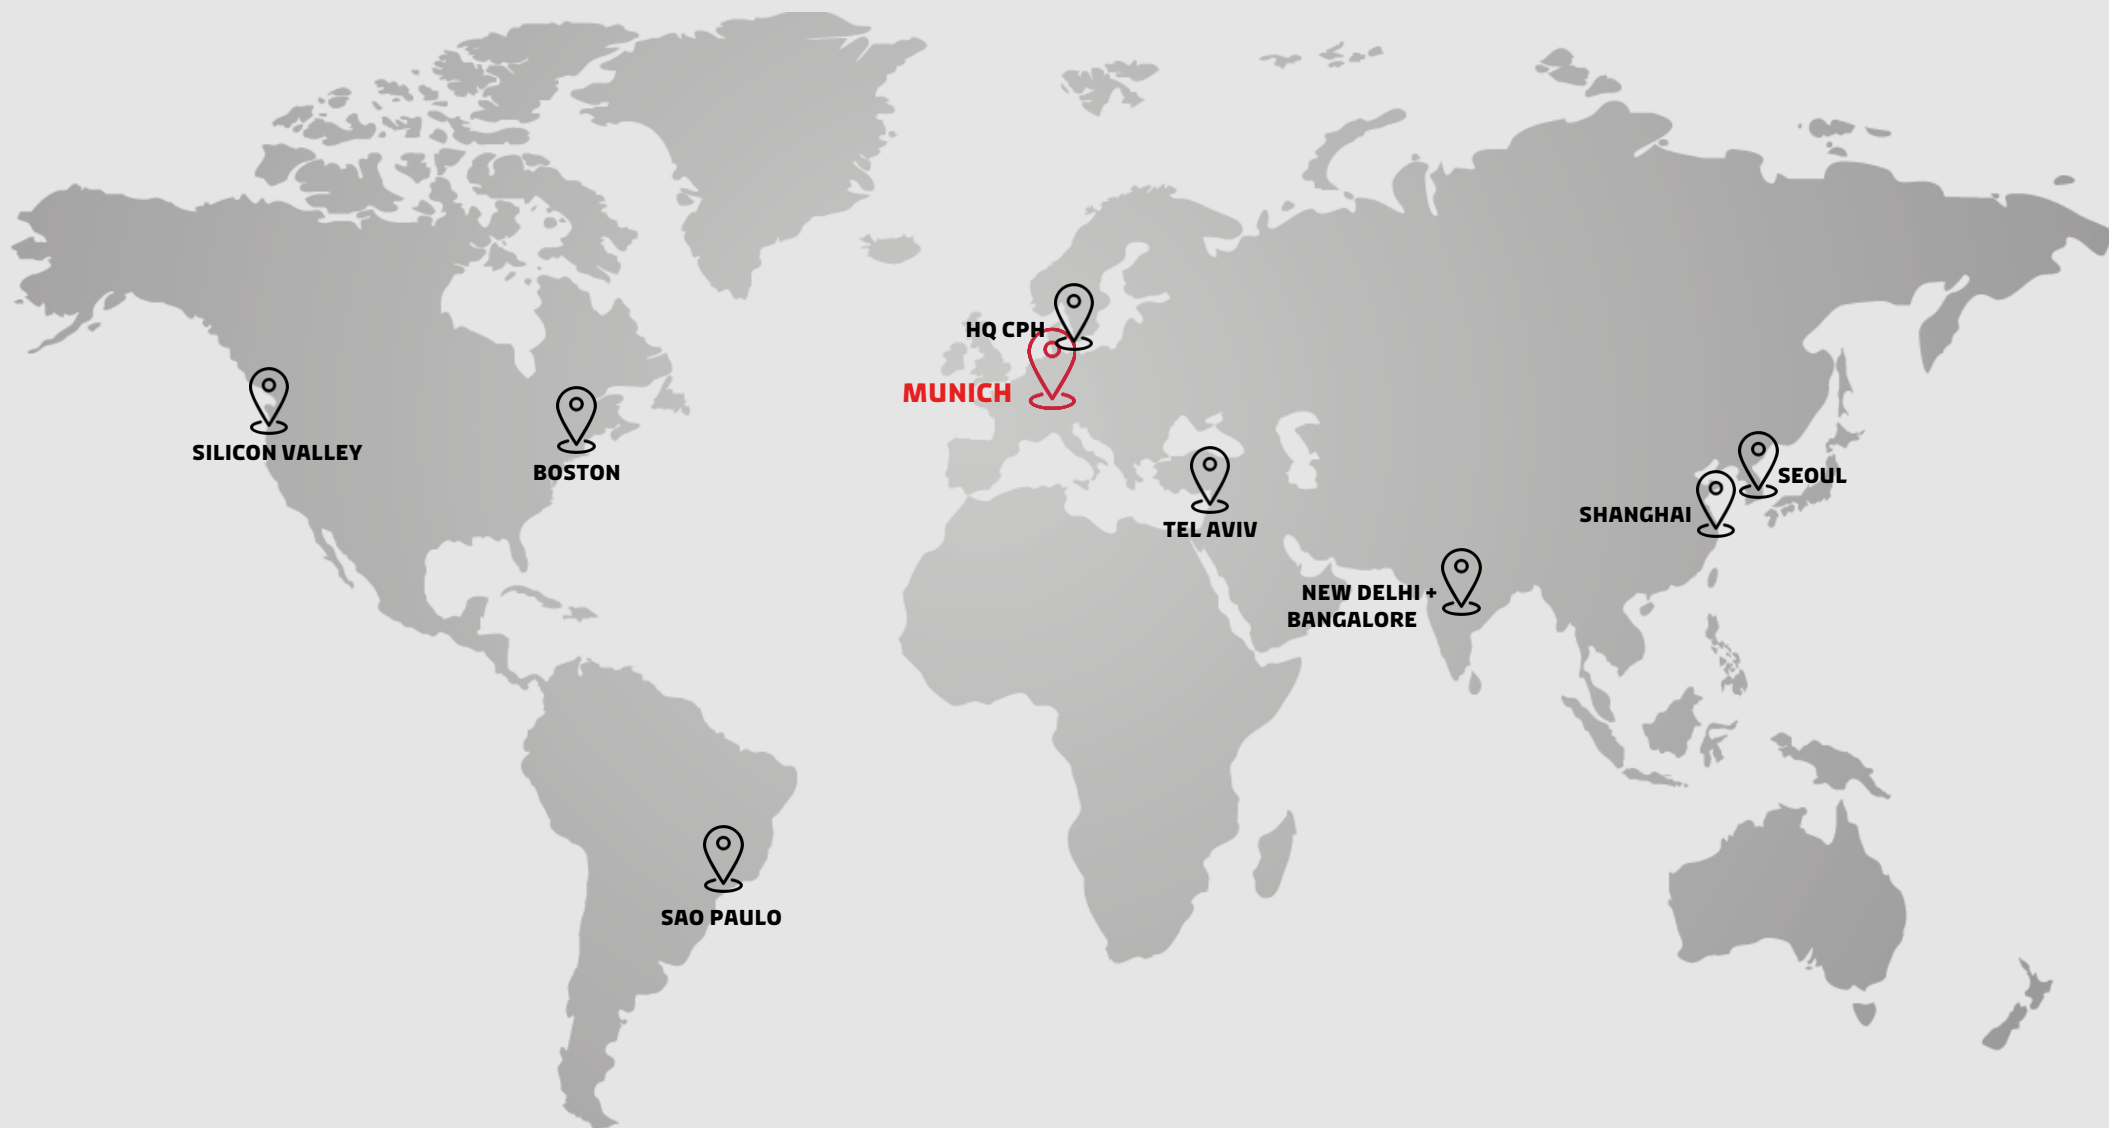 HQ CPH
MUNICH
SILICON VALLEY
BOSTON
SEOUL
SHANGHAI
TEL AVIV
NEW DELHI +
BANGALORE
SAO PAULO